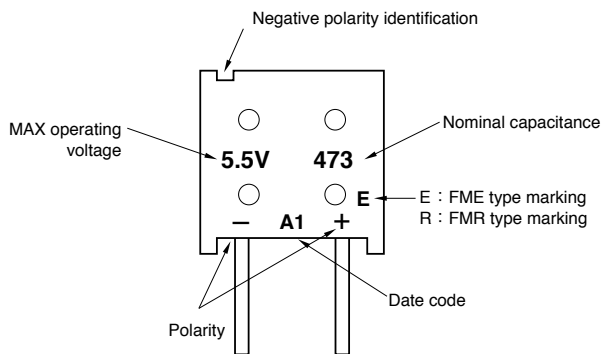 Negative polarity identification
MAX operating
voltage
Nominal capacitance
5.5V 473
E
E : FME type marking
R : FMR type marking
− A1 +
Date code
Polarity